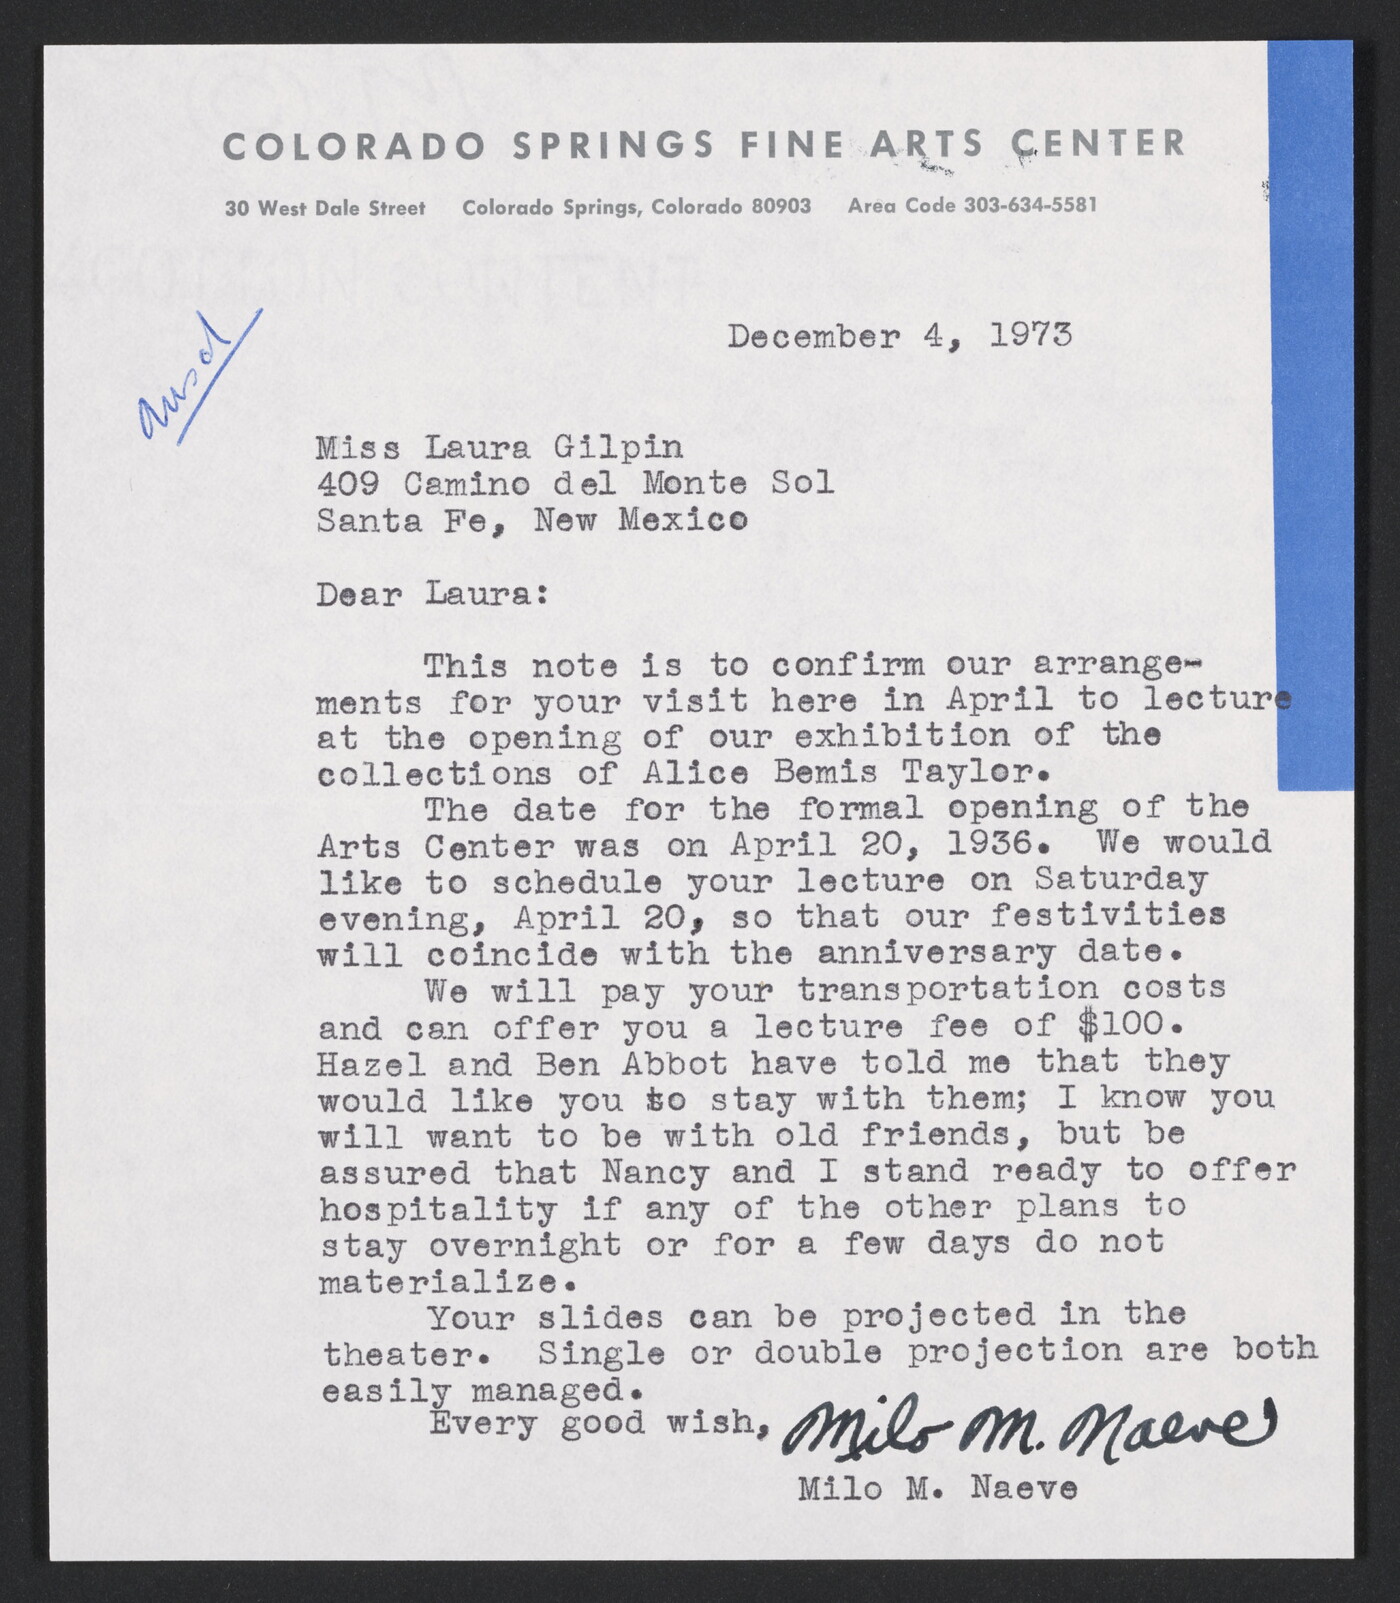 COLORADO SPRINGS FINE ARTS CENTER
30 West Dale Street Colorado Springs, Colorado 80903 Area Code 303-634-5581
December 4, 1973
ansd
Miss Laura Gilpin
409 Camino del Monte Sol
Santa Fe, New Mexico
Dear Laura:
This note is to confirm our arrange-
ments for your visit here in April to lecture
at the opening of our exhibition of the
collections of Alice Bemis Taylor.
The date for the formal opening of the
Arts Center was on April 20, 1936. We would
like to schedule your lecture on Saturday
evening, April 20, so that our festivities
will coincide with the anniversary date.
We will pay your transportation costs
and can offer you a lecture fee of $100.
Hazel and Ben Abbot have told me that they
would like you to stay with them; I know you
will want to be with old friends, but be
assured that Nancy and I stand ready to offer
hospitality if any of the other plans to
stay overnight or for a few days do not
materialize.
Your slides can be projected in the
theater. Single or double projection are both
easily managed.
Every good wish, Milo M. Naeve
Milo M. Naeve